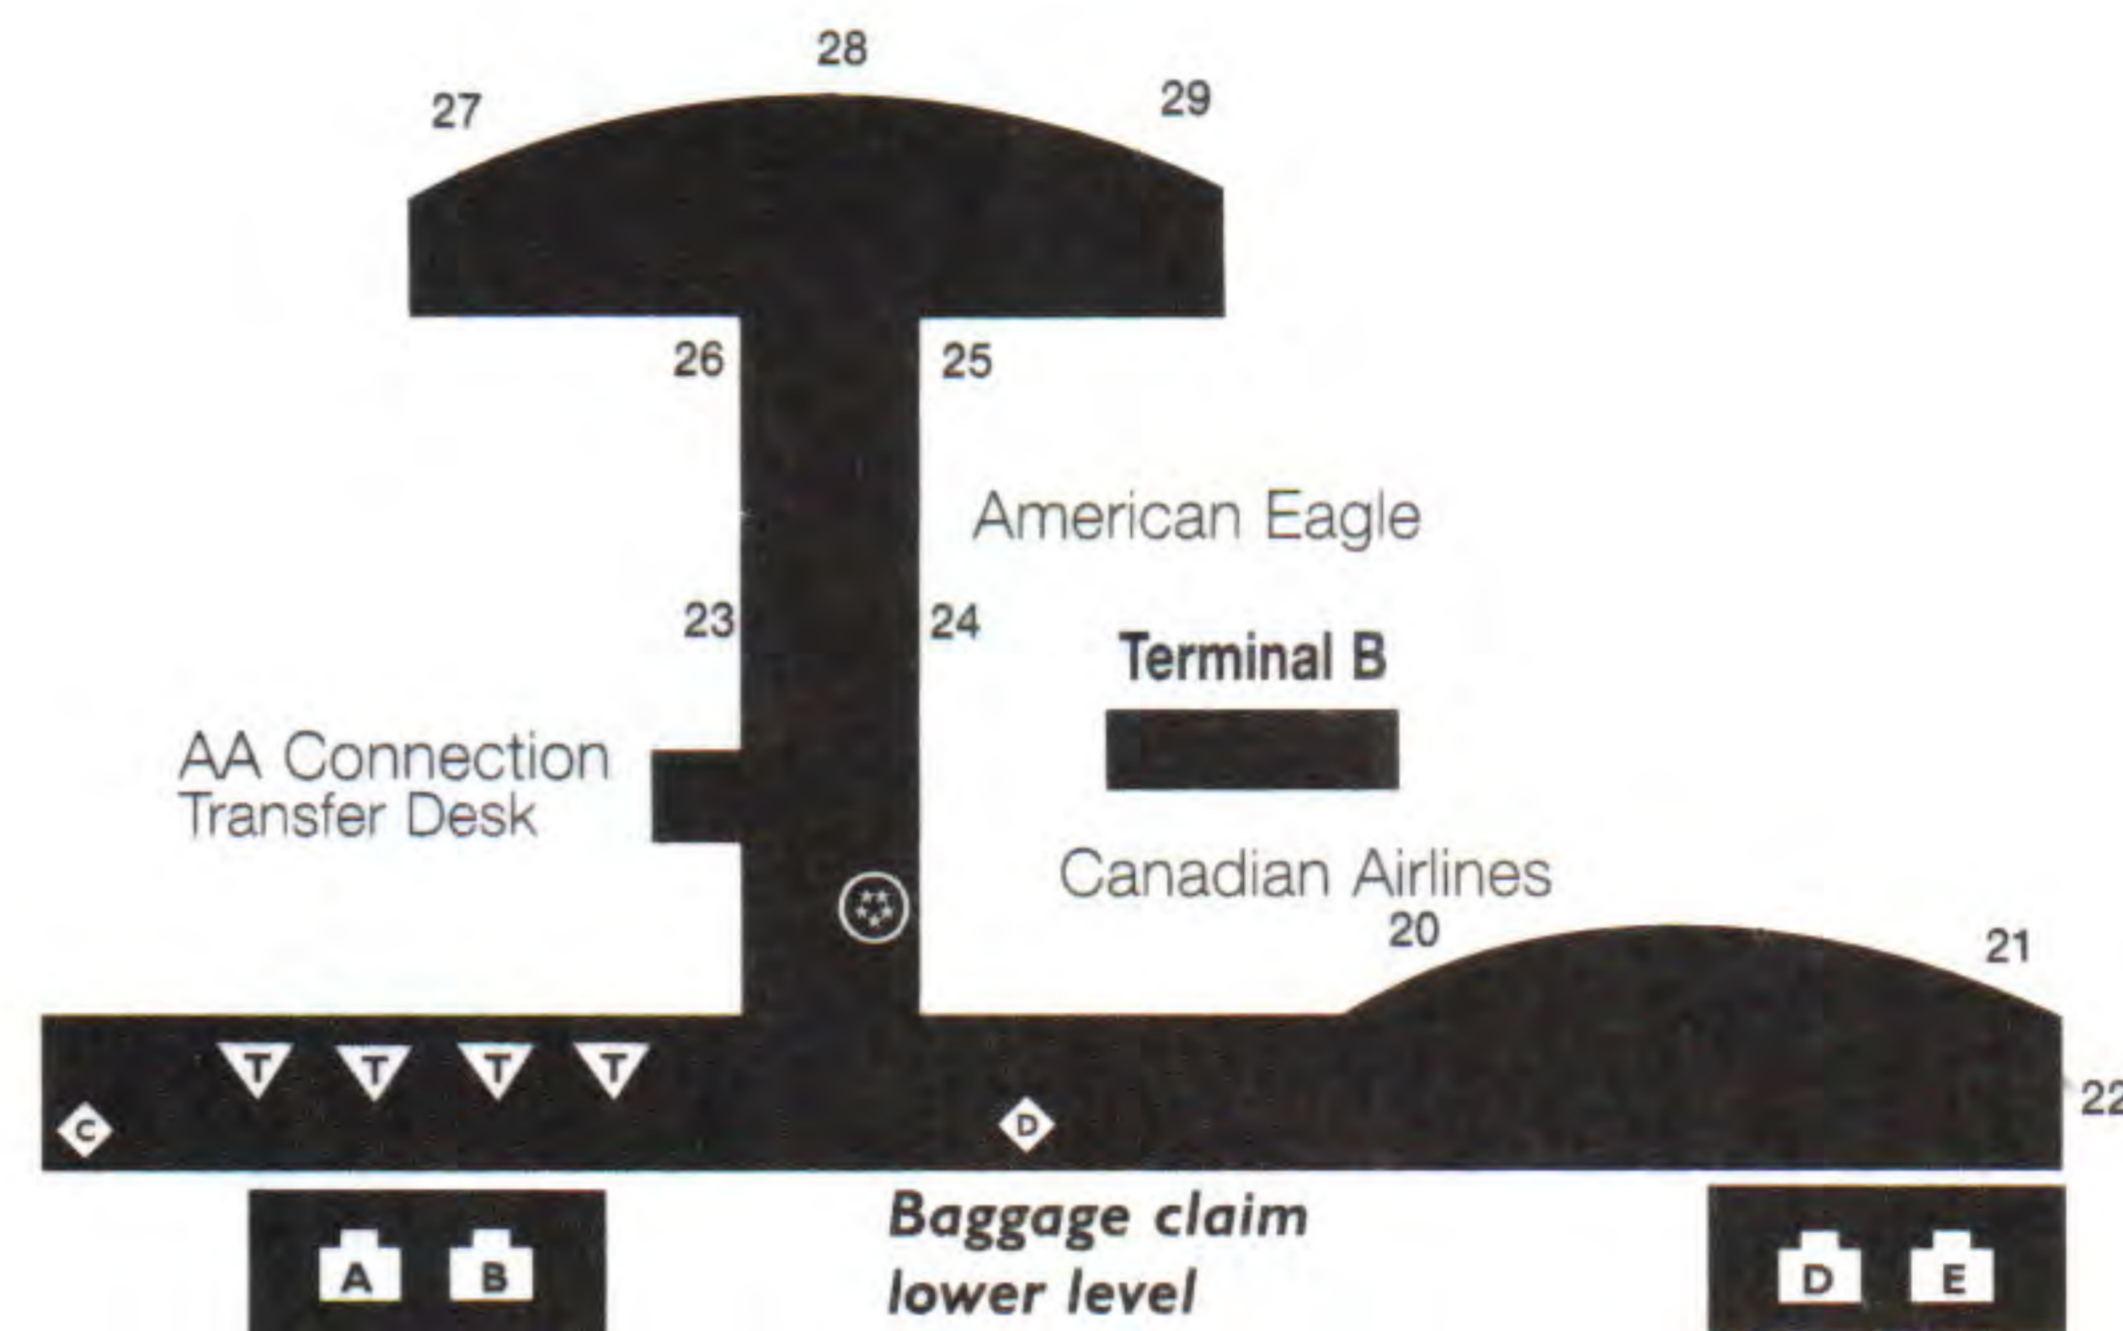 28
27
29
26
25
American Eagle
23
24
Terminal B
AA Connection
Transfer Desk
Canadian Airlines
20
21
T T T T
22
C
D
Baggage claim
lower level
A B
D E